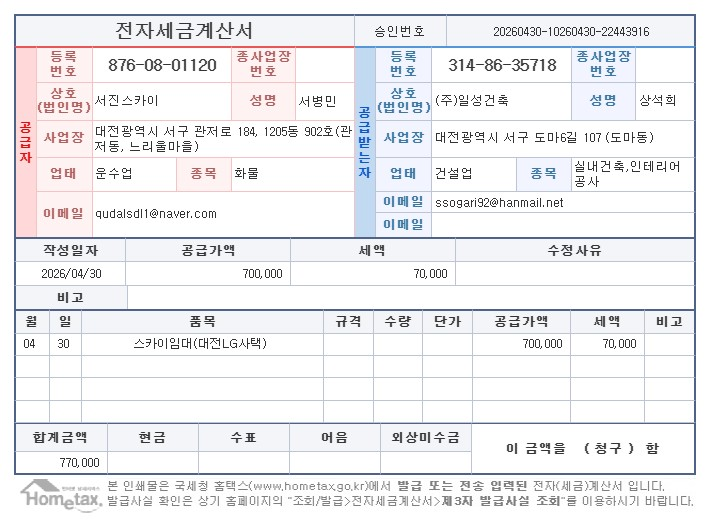 전자세금계산서 승인번호 20260430-10260430-22443916
공급자
등록번호 876-08-01120 종사업장번호
상호(법인명) 서진스카이 성명 서병민
사업장 대전광역시 서구 관저로 184, 1205동 902호(관저동, 느리울마을)
업태 운수업 종목 화물
이메일 qudalsdl1@naver.com
공급받는자
등록번호 314-86-35718 종사업장번호
상호(법인명) (주)일성건축 성명 상석희
사업장 대전광역시 서구 도마6길 107 (도마동)
업태 건설업 종목 실내건축,인테리어공사
이메일 ssogari92@hanmail.net
이메일
작성일자 공급가액 세액 수정사유
2026/04/30 700,000 70,000
비고
월 일 품목 규격 수량 단가 공급가액 세액 비고
04 30 스카이임대(대전LG사택) 700,000 70,000
합계금액 현금 수표 어음 외상미수금 이 금액을 (청구) 함
770,000
Hometax.
본 인쇄물은 국세청 홈택스(www.hometax.go.kr)에서 발급 또는 전송 입력된 전자(세금)계산서 입니다.
발급사실 확인은 상기 홈페이지의 "조회/발급>전자세금계산서>제3자 발급사실 조회"를 이용하시기 바랍니다.